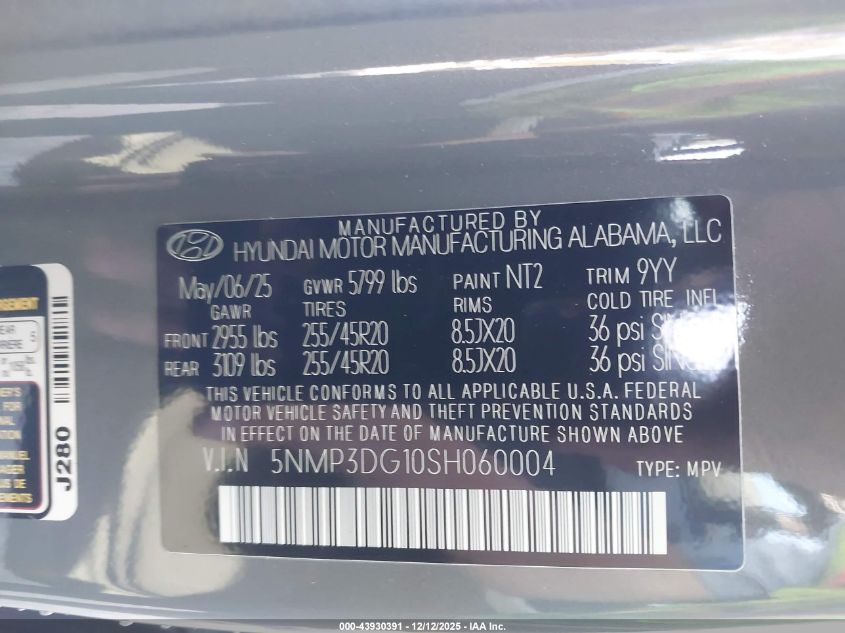 MANUFACTURED BY
HYUNDAI MOTOR MANUFACTURING ALABAMA, LLC
May/06/25 GVWR 5799 lbs PAINT NT2 TRIM 9YY
GAWR TIRES RIMS COLD TIRE INFL
FRONT 2955 lbs 255/45R20 8.5JX20 36 psi
REAR 3109 lbs 255/45R20 8.5JX20 36 psi
THIS VEHICLE CONFORMS TO ALL APPLICABLE U.S.A. FEDERAL
MOTOR VEHICLE SAFETY AND THEFT PREVENTION STANDARDS
IN EFFECT ON THE DATE OF MANUFACTURE SHOWN ABOVE
V.I.N 5NMP3DG10SH060004 TYPE: MPV
J280
000-43930391 - 12/12/2025 - IAA Inc.